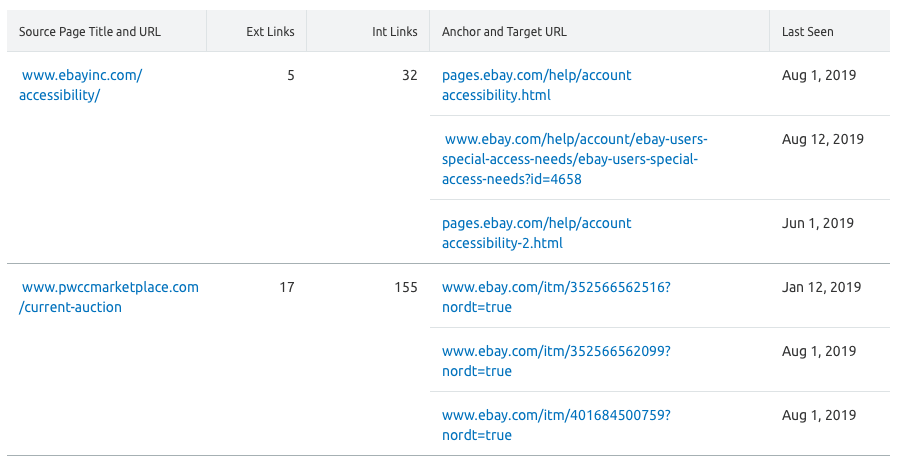 Source Page Title and URL Ext Links Int Links Anchor and Target URL Last Seen
www.ebayinc.com/ 5 32 pages.ebay.com/help/account Aug 1, 2019
accessibility/ accessibility.html
www.ebay.com/help/account/ebay-users- Aug 12, 2019
special-access-needs/ebay-users-special-
access-needs?id=4658
pages.ebay.com/help/account Jun 1, 2019
accessibility-2.html
www.pwccmarketplace.com 17 155 www.ebay.com/itm/352566562516? Jan 12, 2019
/current-auction nordt=true
www.ebay.com/itm/352566562099? Aug 1, 2019
nordt=true
www.ebay.com/itm/401684500759? Aug 1, 2019
nordt=true